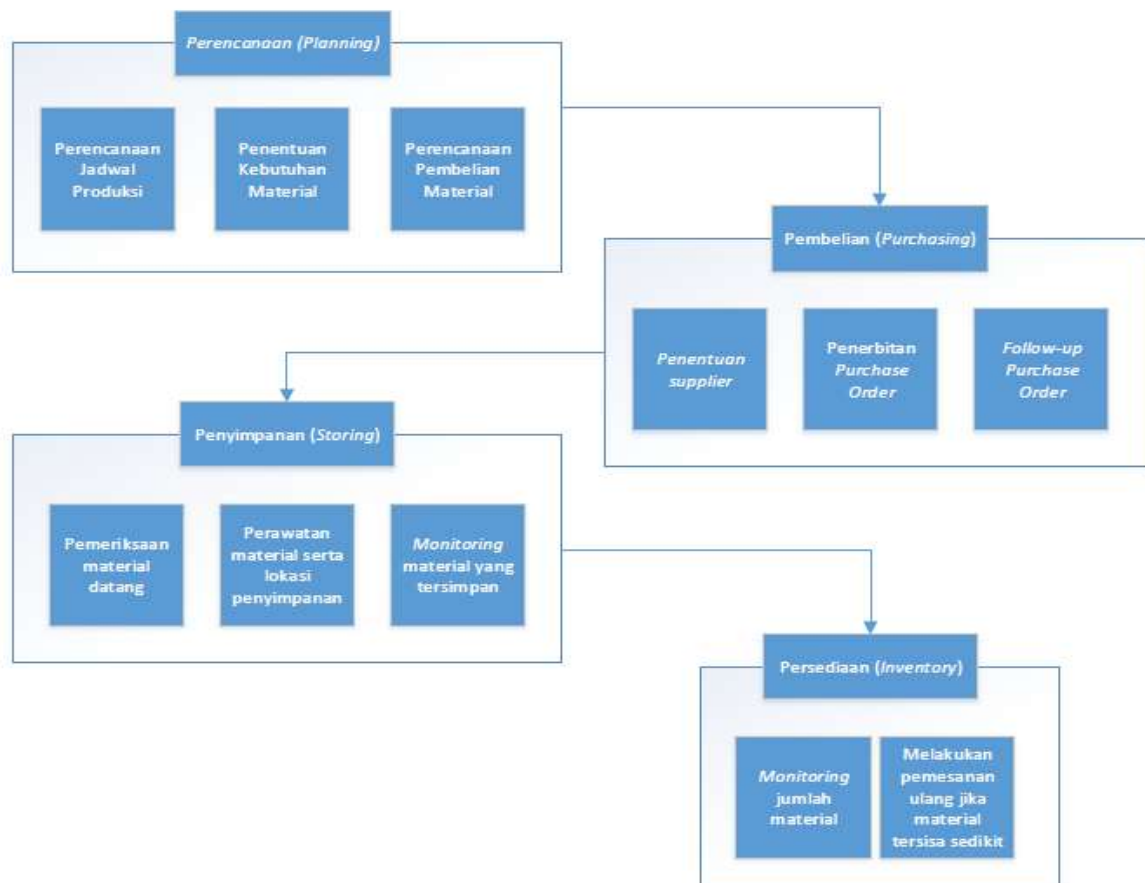 Perencanaan (Planning)
Perencanaan
Jadwal
Produksi
Penentuan
Kebutuhan
Material
Perencanaan
Pembelian
Material
Pembelian (Purchasing)
Penentuan
supplier
Penerbitan
Purchase
Order
Follow-up
Purchase
Order
Penyimpanan (Storing)
Pemeriksaan
material
datang
Perawatan
material serta
lokasi
penyimpanan
Monitoring
material yang
tersimpan
Persediaan (Inventory)
Monitoring
jumlah
material
Melakukan
pemesanan
ulang jika
material
tersisa sedikit